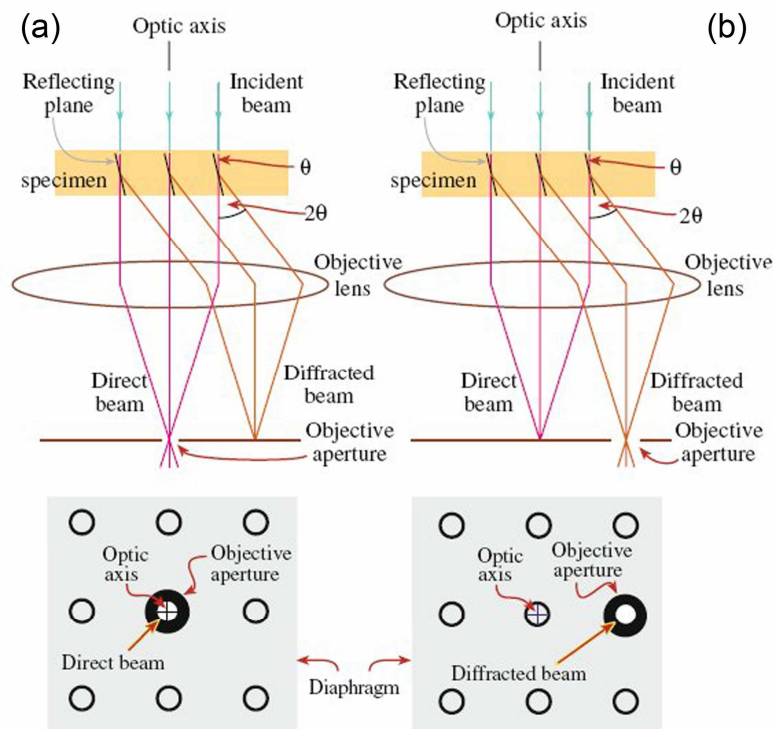 (a)
Optic axis
Reflecting
plane
Incident
beam
specimen
θ
2θ
Objective
lens
Direct
beam
Diffracted
beam
Objective
aperture
Optic
axis
Objective
aperture
Direct beam
(b)
Optic axis
Reflecting
plane
Incident
beam
specimen
θ
2θ
Objective
lens
Direct
beam
Diffracted
beam
Objective
aperture
Optic
axis
Objective
aperture
Diffracted beam
Diaphragm